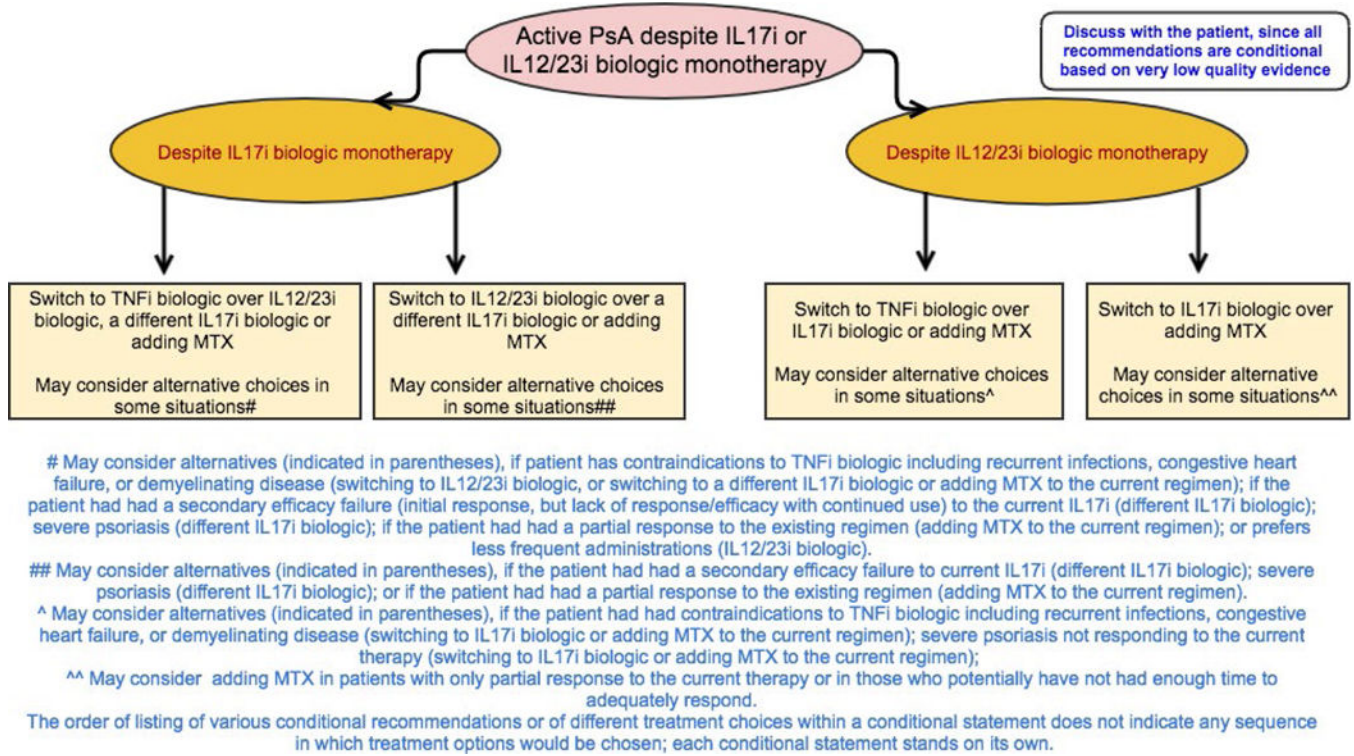 Active PsA despite IL17i or
IL12/23i biologic monotherapy
Discuss with the patient, since all
recommendations are conditional
based on very low quality evidence
Despite IL17i biologic monotherapy
Despite IL12/23i biologic monotherapy
Switch to TNFi biologic over IL12/23i
biologic, a different IL17i biologic or
adding MTX
May consider alternative choices in
some situations#
Switch to IL12/23i biologic over a
different IL17i biologic or adding
MTX
May consider alternative choices
in some situations##
Switch to TNFi biologic over
IL17i biologic or adding MTX
May consider alternative choices
in some situations^
Switch to IL17i biologic over
adding MTX
May consider alternative
choices in some situations^^
# May consider alternatives (indicated in parentheses), if patient has contraindications to TNFi biologic including recurrent infections, congestive heart
failure, or demyelinating disease (switching to IL12/23i biologic, or switching to a different IL17i biologic or adding MTX to the current regimen); if the
patient had had a secondary efficacy failure (initial response, but lack of response/efficacy with continued use) to the current IL17i (different IL17i biologic);
severe psoriasis (different IL17i biologic); if the patient had had a partial response to the existing regimen (adding MTX to the current regimen); or prefers
less frequent administrations (IL12/23i biologic).
## May consider alternatives (indicated in parentheses), if the patient had had a secondary efficacy failure to current IL17i (different IL17i biologic); severe
psoriasis (different IL17i biologic); or if the patient had had a partial response to the existing regimen (adding MTX to the current regimen).
^ May consider alternatives (indicated in parentheses), if the patient had had contraindications to TNFi biologic including recurrent infections, congestive
heart failure, or demyelinating disease (switching to IL17i biologic or adding MTX to the current regimen); severe psoriasis not responding to the current
therapy (switching to IL17i biologic or adding MTX to the current regimen);
^^ May consider adding MTX in patients with only partial response to the current therapy or in those who potentially have not had enough time to
adequately respond.
The order of listing of various conditional recommendations or of different treatment choices within a conditional statement does not indicate any sequence
in which treatment options would be chosen; each conditional statement stands on its own.